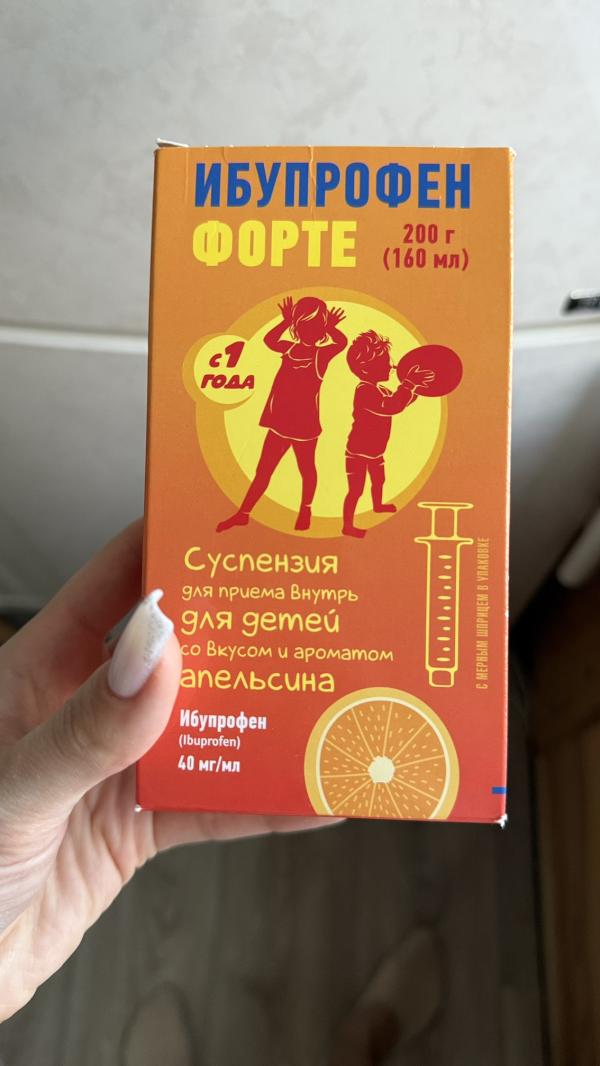 ИБУПРОФЕН
ФОРТЕ
200 г
(160 мл)
с 1
года
Суспензия
для приема внутрь
для детей
со вкусом и ароматом
апельсина
С МЕРНЫМ ШПРИЦЕМ В УПАКОВКЕ
Ибупрофен
(Ibuprofen)
40 мг/мл